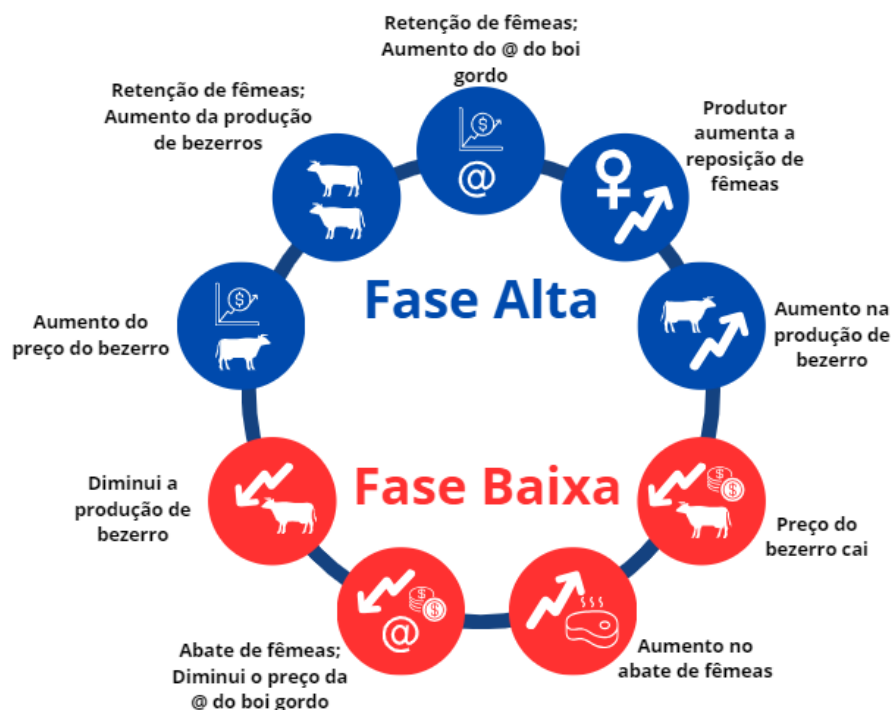 Retenção de fêmeas;
Aumento do @ do boi
gordo
Retenção de fêmeas;
Aumento da produção
de bezerros
Produtor
aumenta a
reposição de
fêmeas
$
@
$
Fase Alta
Aumento do
preço do bezerro
Aumento na
produção de
bezerro
Fase Baixa
Diminui a
produção de
bezerro
$
$
Preço do
bezerro cai
$
$
@
Abate de fêmeas;
Diminui o preço da
@ do boi gordo
Aumento no
abate de fêmeas